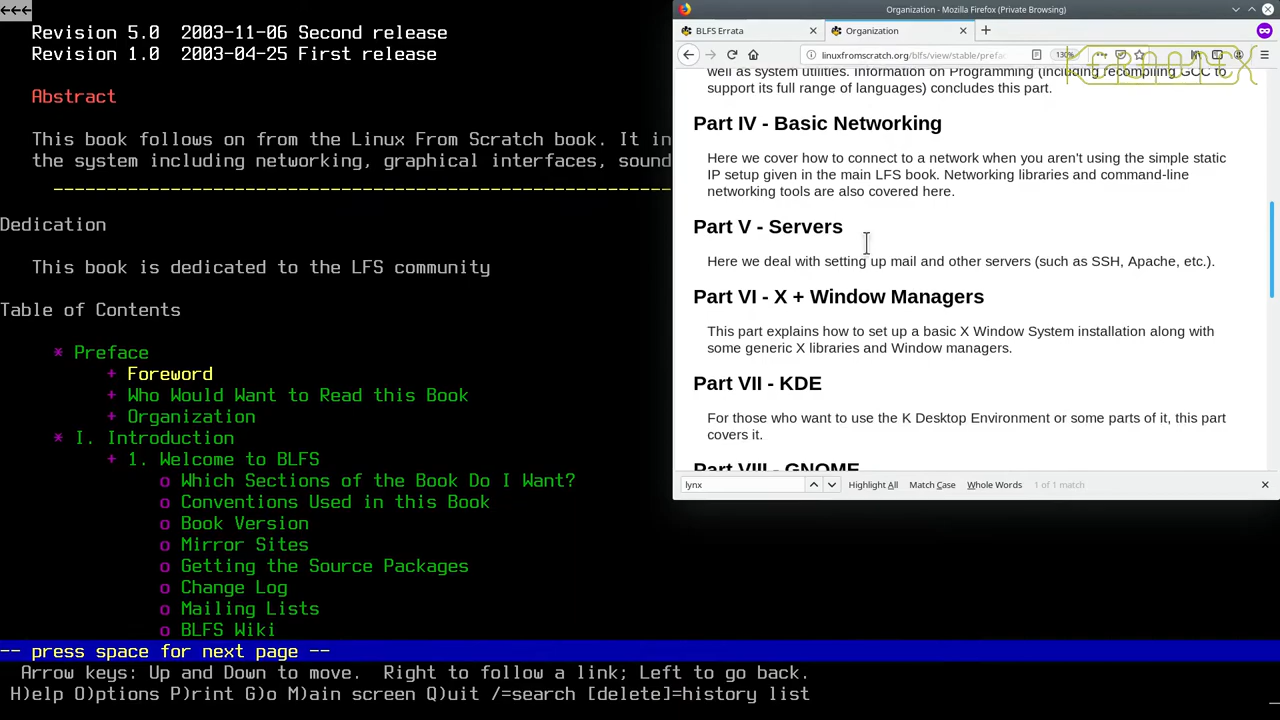 ←←←
Revision 5.0  2003-11-06 Second release
Revision 1.0  2003-04-25 First release
Abstract
This book follows on from the Linux From Scratch book. It in
the system including networking, graphical interfaces, sound
Dedication
This book is dedicated to the LFS community
Table of Contents
* Preface
+ Foreword
+ Who Would Want to Read this Book
+ Organization
* I. Introduction
+ 1. Welcome to BLFS
o Which Sections of the Book Do I Want?
o Conventions Used in this Book
o Book Version
o Mirror Sites
o Getting the Source Packages
o Change Log
o Mailing Lists
o BLFS Wiki
-- press space for next page --
Arrow keys: Up and Down to move.  Right to follow a link; Left to go back.
H)elp O)ptions P)rint G)o M)ain screen Q)uit /=search [delete]=history list
Organization - Mozilla Firefox (Private Browsing)
BLFS Errata
Organization
linuxfromscratch.org/blfs/view/stable/prefac
130%
well as system utilities. Information on Programming (including recompiling GCC to
support its full range of languages) concludes this part.
Part IV - Basic Networking
Here we cover how to connect to a network when you aren't using the simple static
IP setup given in the main LFS book. Networking libraries and command-line
networking tools are also covered here.
Part V - Servers
Here we deal with setting up mail and other servers (such as SSH, Apache, etc.).
Part VI - X + Window Managers
This part explains how to set up a basic X Window System installation along with
some generic X libraries and Window managers.
Part VII - KDE
For those who want to use the K Desktop Environment or some parts of it, this part
covers it.
Part VIII - GNOME
lynx
Highlight All
Match Case
Whole Words
1 of 1 match